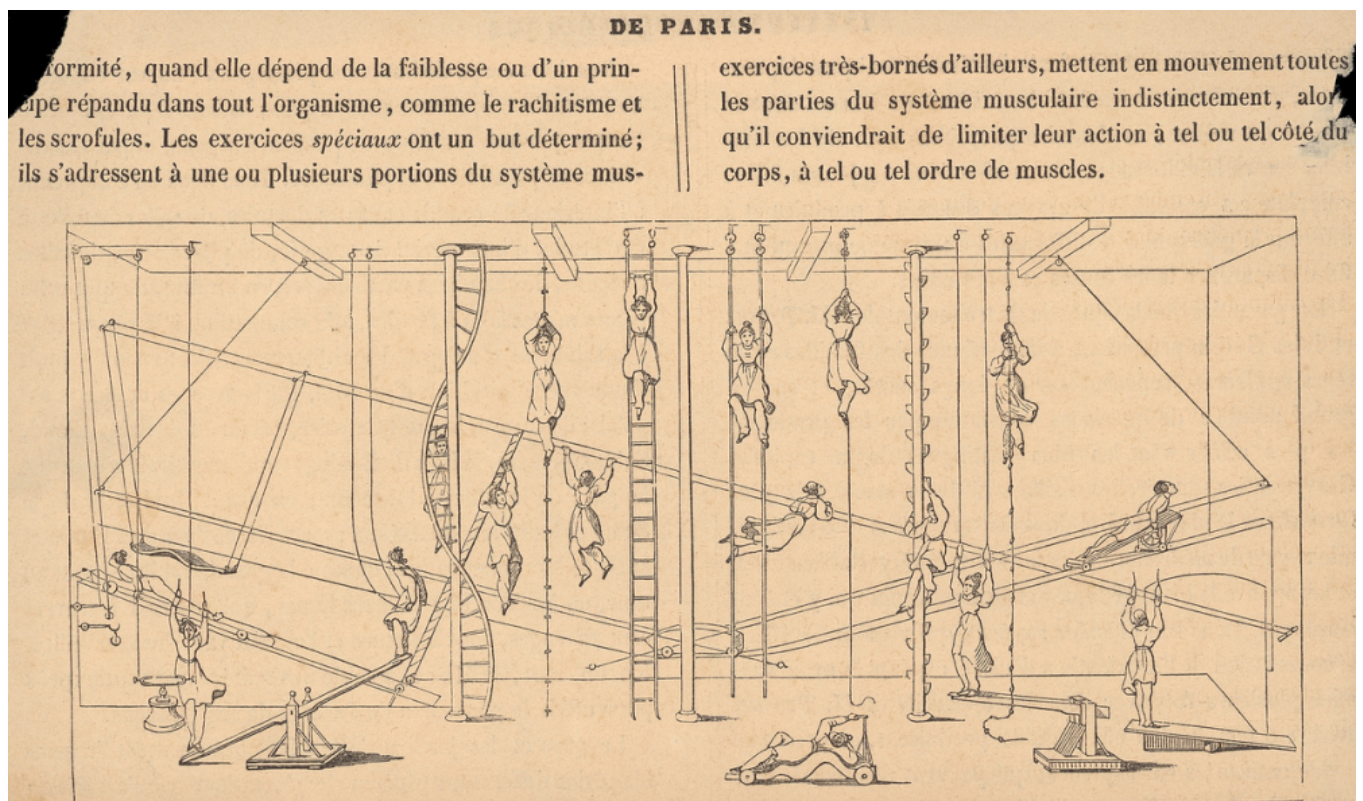 DE PARIS.
formité, quand elle dépend de la faiblesse ou d'un prin-
cipe répandu dans tout l'organisme, comme le rachitisme et
les scrofules. Les exercices spéciaux ont un but déterminé;
ils s'adressent à une ou plusieurs portions du système mus-
exercices très-bornés d'ailleurs, mettent en mouvement toutes
les parties du système musculaire indistinctement, alors
qu'il conviendrait de limiter leur action à tel ou tel côté du
corps, à tel ou tel ordre de muscles.